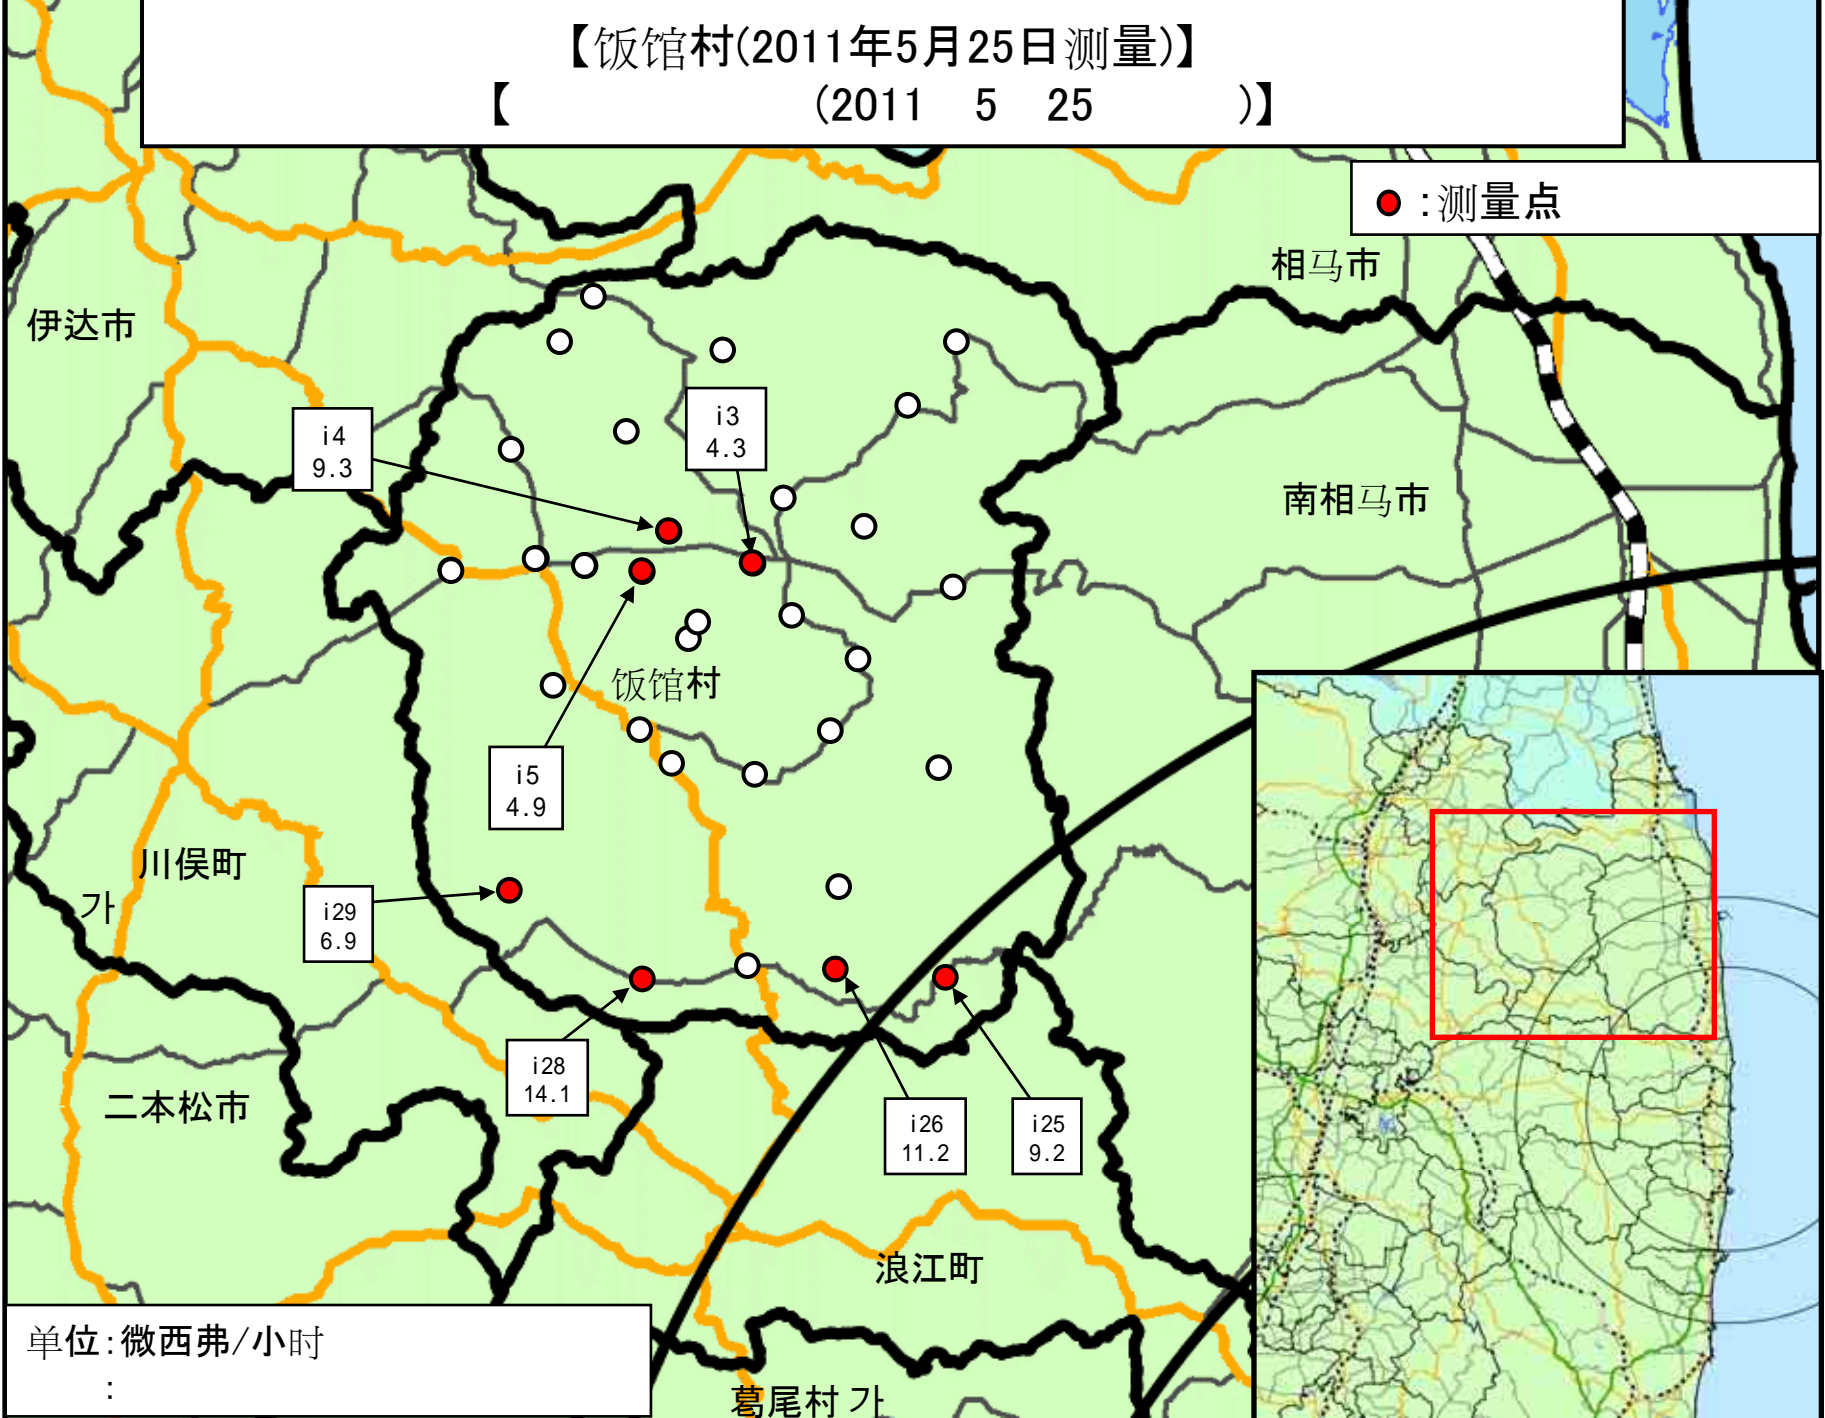 【饭馆村(2011年5月25日测量)】
【 (2011 5 25 )】
:测量点
相马市
伊达市
i3
4.3
i4
9.3
南相马市
饭馆村
i5
4.9
川俣町
가
i29
6.9
i28
14.1
二本松市
i26
11.2
i25
9.2
浪江町
单位:微西弗/小时
:
葛尾村 가